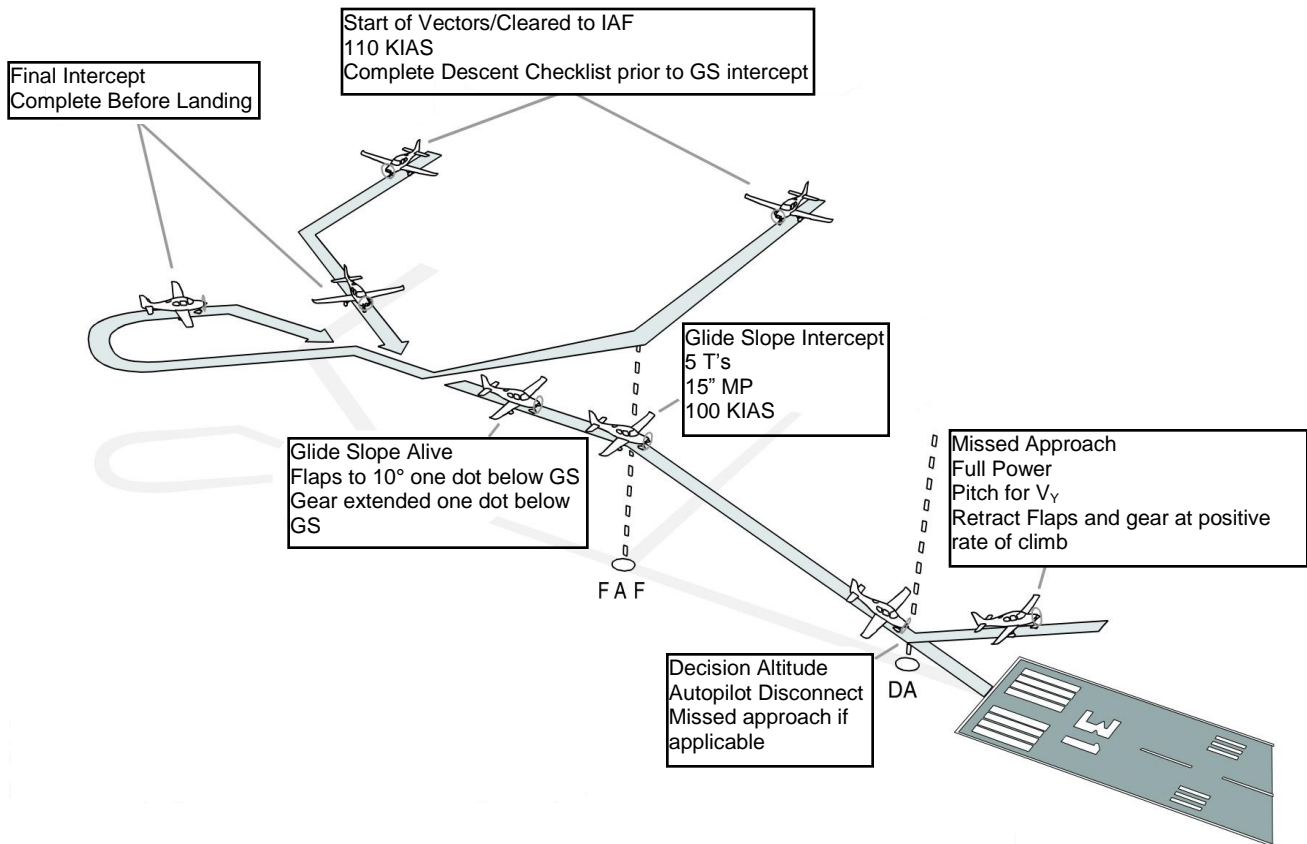 Start of Vectors/Cleared to IAF
110 KIAS
Complete Descent Checklist prior to GS intercept
Final Intercept
Complete Before Landing
Glide Slope Intercept
5 T's
15” MP
100 KIAS
Glide Slope Alive
Flaps to 10° one dot below GS
Gear extended one dot below
GS
Missed Approach
Full Power
Pitch for VY
Retract Flaps and gear at positive
rate of climb
FAF
Decision Altitude
Autopilot Disconnect
Missed approach if
applicable
DA
31